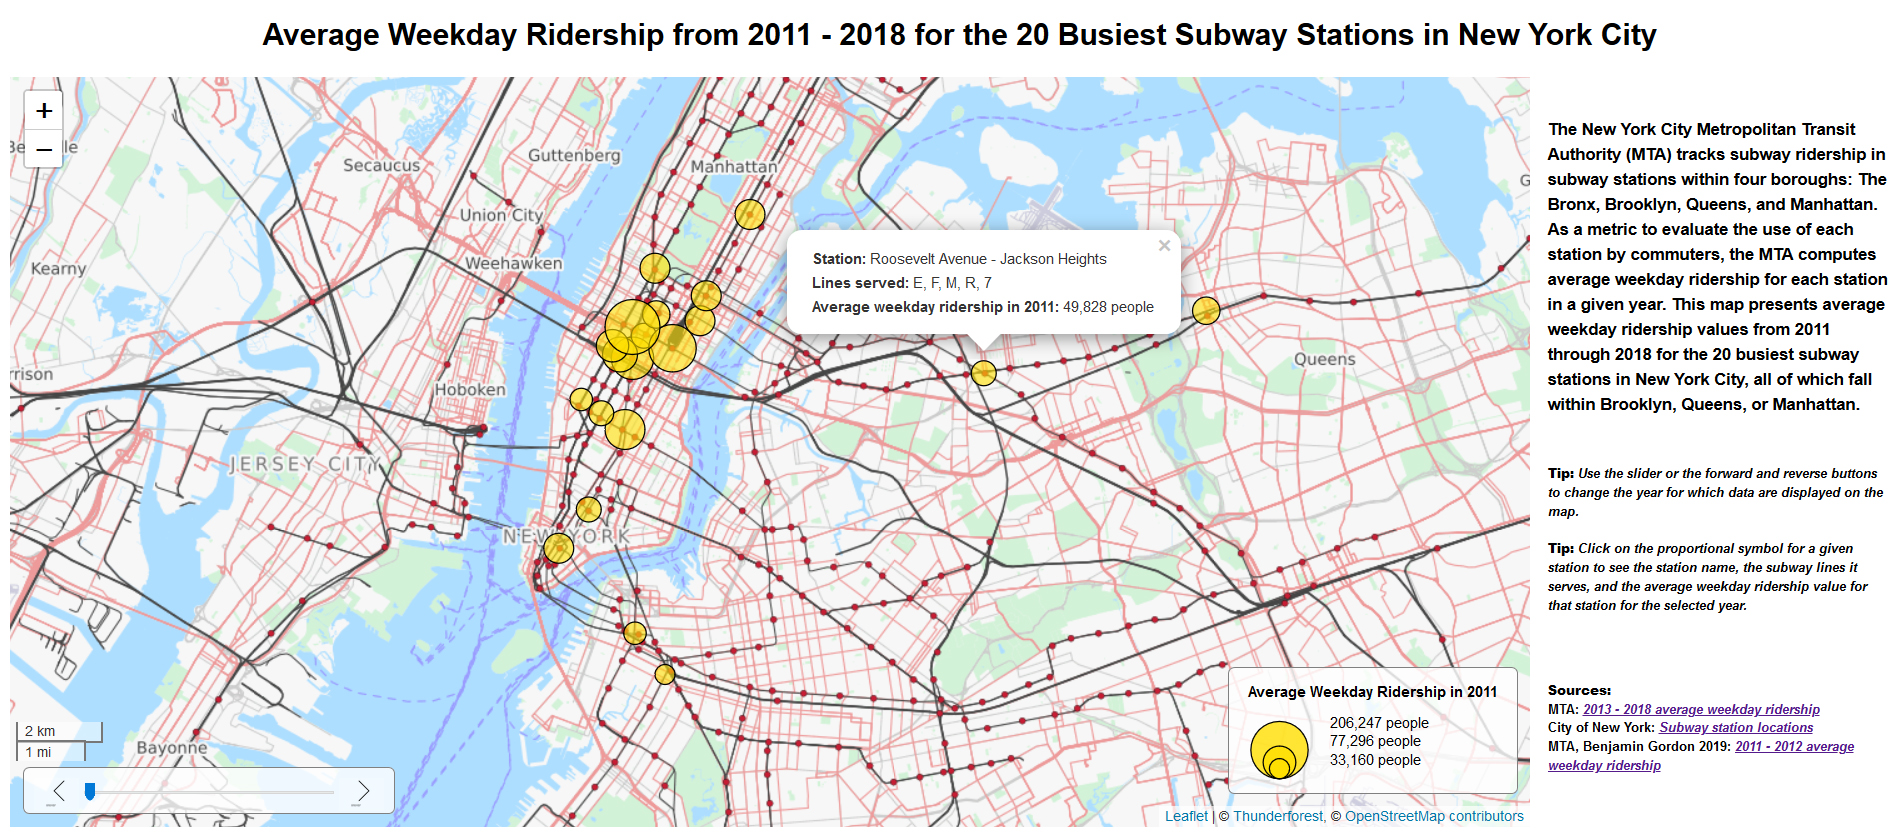 Average Weekday Ridership from 2011 - 2018 for the 20 Busiest Subway Stations in New York City
+
−
Secaucus
Guttenberg
Manhattan
Union City
Weehawken
Kearny
Hoboken
JERSEY CITY
NEW YORK
Queens
Bayonne
×
Station: Roosevelt Avenue - Jackson Heights
Lines served: E, F, M, R, 7
Average weekday ridership in 2011: 49,828 people
2 km
1 mi
Average Weekday Ridership in 2011
206,247 people
77,296 people
33,160 people
Leaflet | © Thunderforest, © OpenStreetMap contributors
The New York City Metropolitan Transit
Authority (MTA) tracks subway ridership in
subway stations within four boroughs: The
Bronx, Brooklyn, Queens, and Manhattan.
As a metric to evaluate the use of each
station by commuters, the MTA computes
average weekday ridership for each station
in a given year. This map presents average
weekday ridership values from 2011
through 2018 for the 20 busiest subway
stations in New York City, all of which fall
within Brooklyn, Queens, or Manhattan.
Tip: Use the slider or the forward and reverse buttons
to change the year for which data are displayed on the
map.
Tip: Click on the proportional symbol for a given
station to see the station name, the subway lines it
serves, and the average weekday ridership value for
that station for the selected year.
Sources:
MTA: 2013 - 2018 average weekday ridership
City of New York: Subway station locations
MTA, Benjamin Gordon 2019: 2011 - 2012 average
weekday ridership